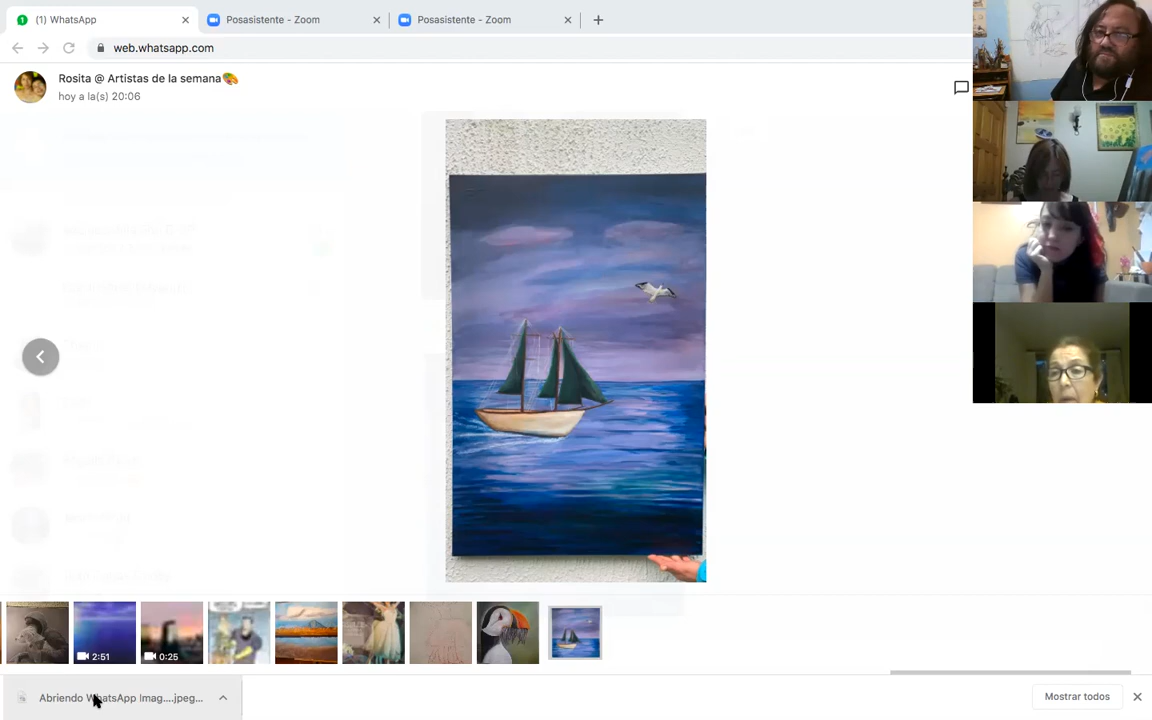 (1) WhatsApp
Posasistente - Zoom
Posasistente - Zoom
web.whatsapp.com
Rosita @ Artistas de la semana🎨
hoy a la(s) 20:06
2:51
0:25
Abriendo WhatsApp Imag....jpeg...
Mostrar todos